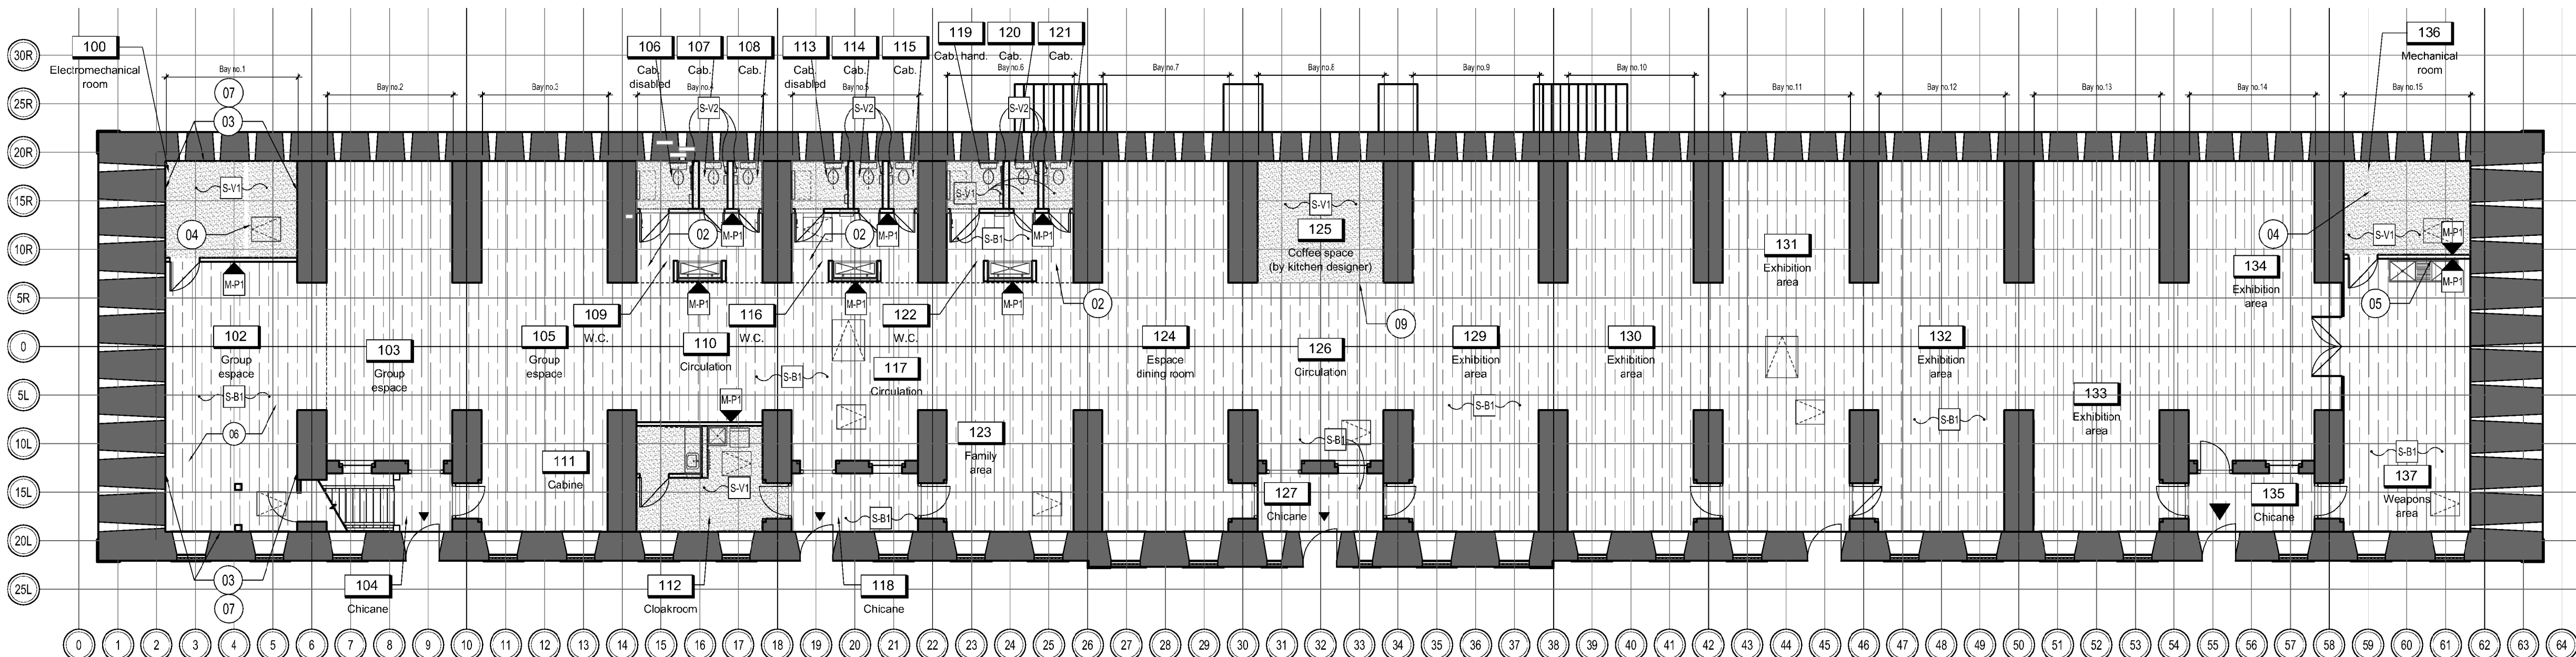 100
Electromechanical
room
106
Cab.
disabled
107
Cab.
108
Cab.
113
Cab.
disabled
114
Cab.
115
Cab.
119
Cab. hand.
120
Cab.
121
Cab.
136
Mechanical
room
Bay no.1
Bay no.2
Bay no.3
Bay no.4
Bay no.5
Bay no.6
Bay no.7
Bay no.8
Bay no.9
Bay no.10
Bay no.11
Bay no.12
Bay no.13
Bay no.14
Bay no.15
30R
25R
20R
15R
10R
5R
0
5L
10L
15L
20L
25L
07
03
S-V2
S-V2
S-V2
S-V1
S-V1
S-V1
04
02
M-P1
02
M-P1
S-B1
M-P1
125
Coffee space
(by kitchen designer)
131
Exhibition
area
04
134
Exhibition
area
S-V1
M-P1
M-P1
M-P1
M-P1
M-P1
M-P1
02
05
109
W.C.
116
W.C.
122
W.C.
09
102
Group
espace
103
Group
espace
105
Group
espace
110
Circulation
117
Circulation
124
Espace
dining room
126
Circulation
129
Exhibition
area
130
Exhibition
area
132
Exhibition
area
133
Exhibition
area
S-B1
M-P1
S-B1
S-B1
S-B1
06
123
Family
area
S-B1
S-B1
111
Cabine
S-V1
S-B1
127
Chicane
135
Chicane
137
Weapons
area
03
07
104
Chicane
112
Cloakroom
118
Chicane
0 1 2 3 4 5 6 7 8 9 10 11 12 13 14 15 16 17 18 19 20 21 22 23 24 25 26 27 28 29 30 31 32 33 34 35 36 37 38 39 40 41 42 43 44 45 46 47 48 49 50 51 52 53 54 55 56 57 58 59 60 61 62 63 64